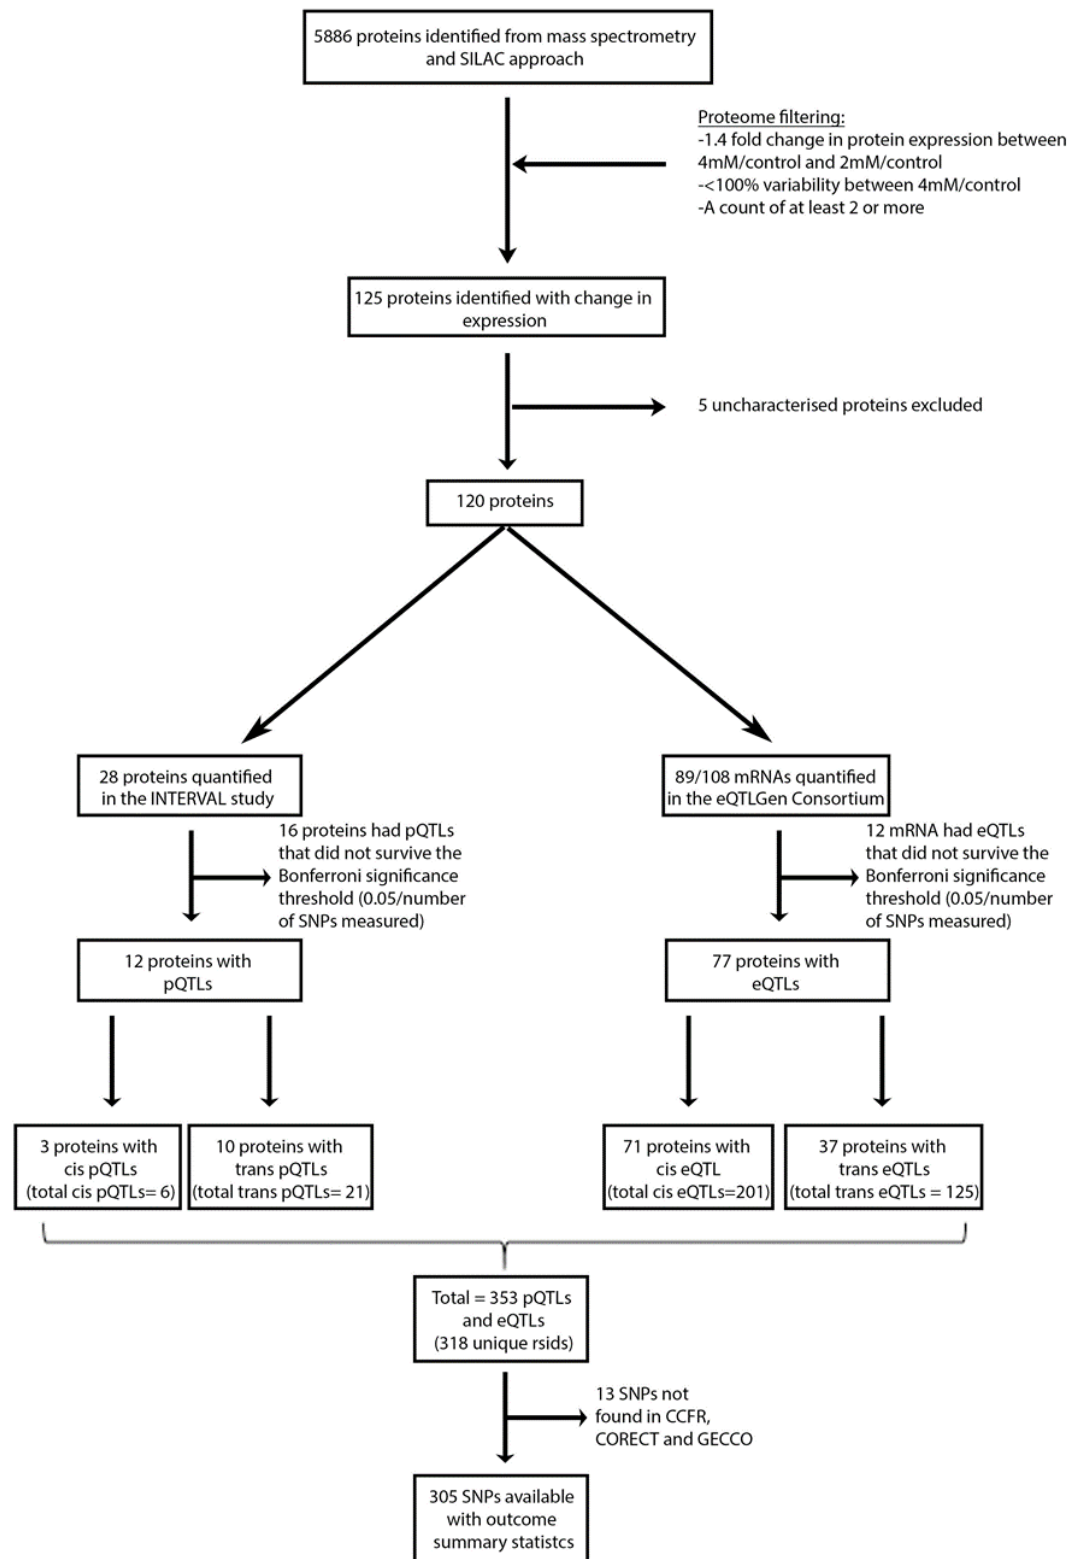 5886 proteins identified from mass spectrometry
and SILAC approach
Proteome filtering:
-1.4 fold change in protein expression between
4mM/control and 2mM/control
-<100% variability between 4mM/control
-A count of at least 2 or more
125 proteins identified with change in
expression
5 uncharacterised proteins excluded
120 proteins
28 proteins quantified
in the INTERVAL study
89/108 mRNAs quantified
in the eQTLGen Consortium
16 proteins had pQTLs
that did not survive the
Bonferroni significance
threshold (0.05/number
of SNPs measured)
12 mRNA had eQTLs
that did not survive the
Bonferroni significance
threshold (0.05/number
of SNPs measured)
12 proteins with
pQTLs
77 proteins with
eQTLs
3 proteins with
cis pQTLs
(total cis pQTLs= 6)
10 proteins with
trans pQTLs
(total trans pQTLs= 21)
71 proteins with
cis eQTL
(total cis eQTLs=201)
37 proteins with
trans eQTLs
(total trans eQTLs = 125)
Total = 353 pQTLs
and eQTLs
(318 unique rsids)
13 SNPs not
found in CCFR,
CORECT and GECCO
305 SNPs available
with outcome
summary statistcs